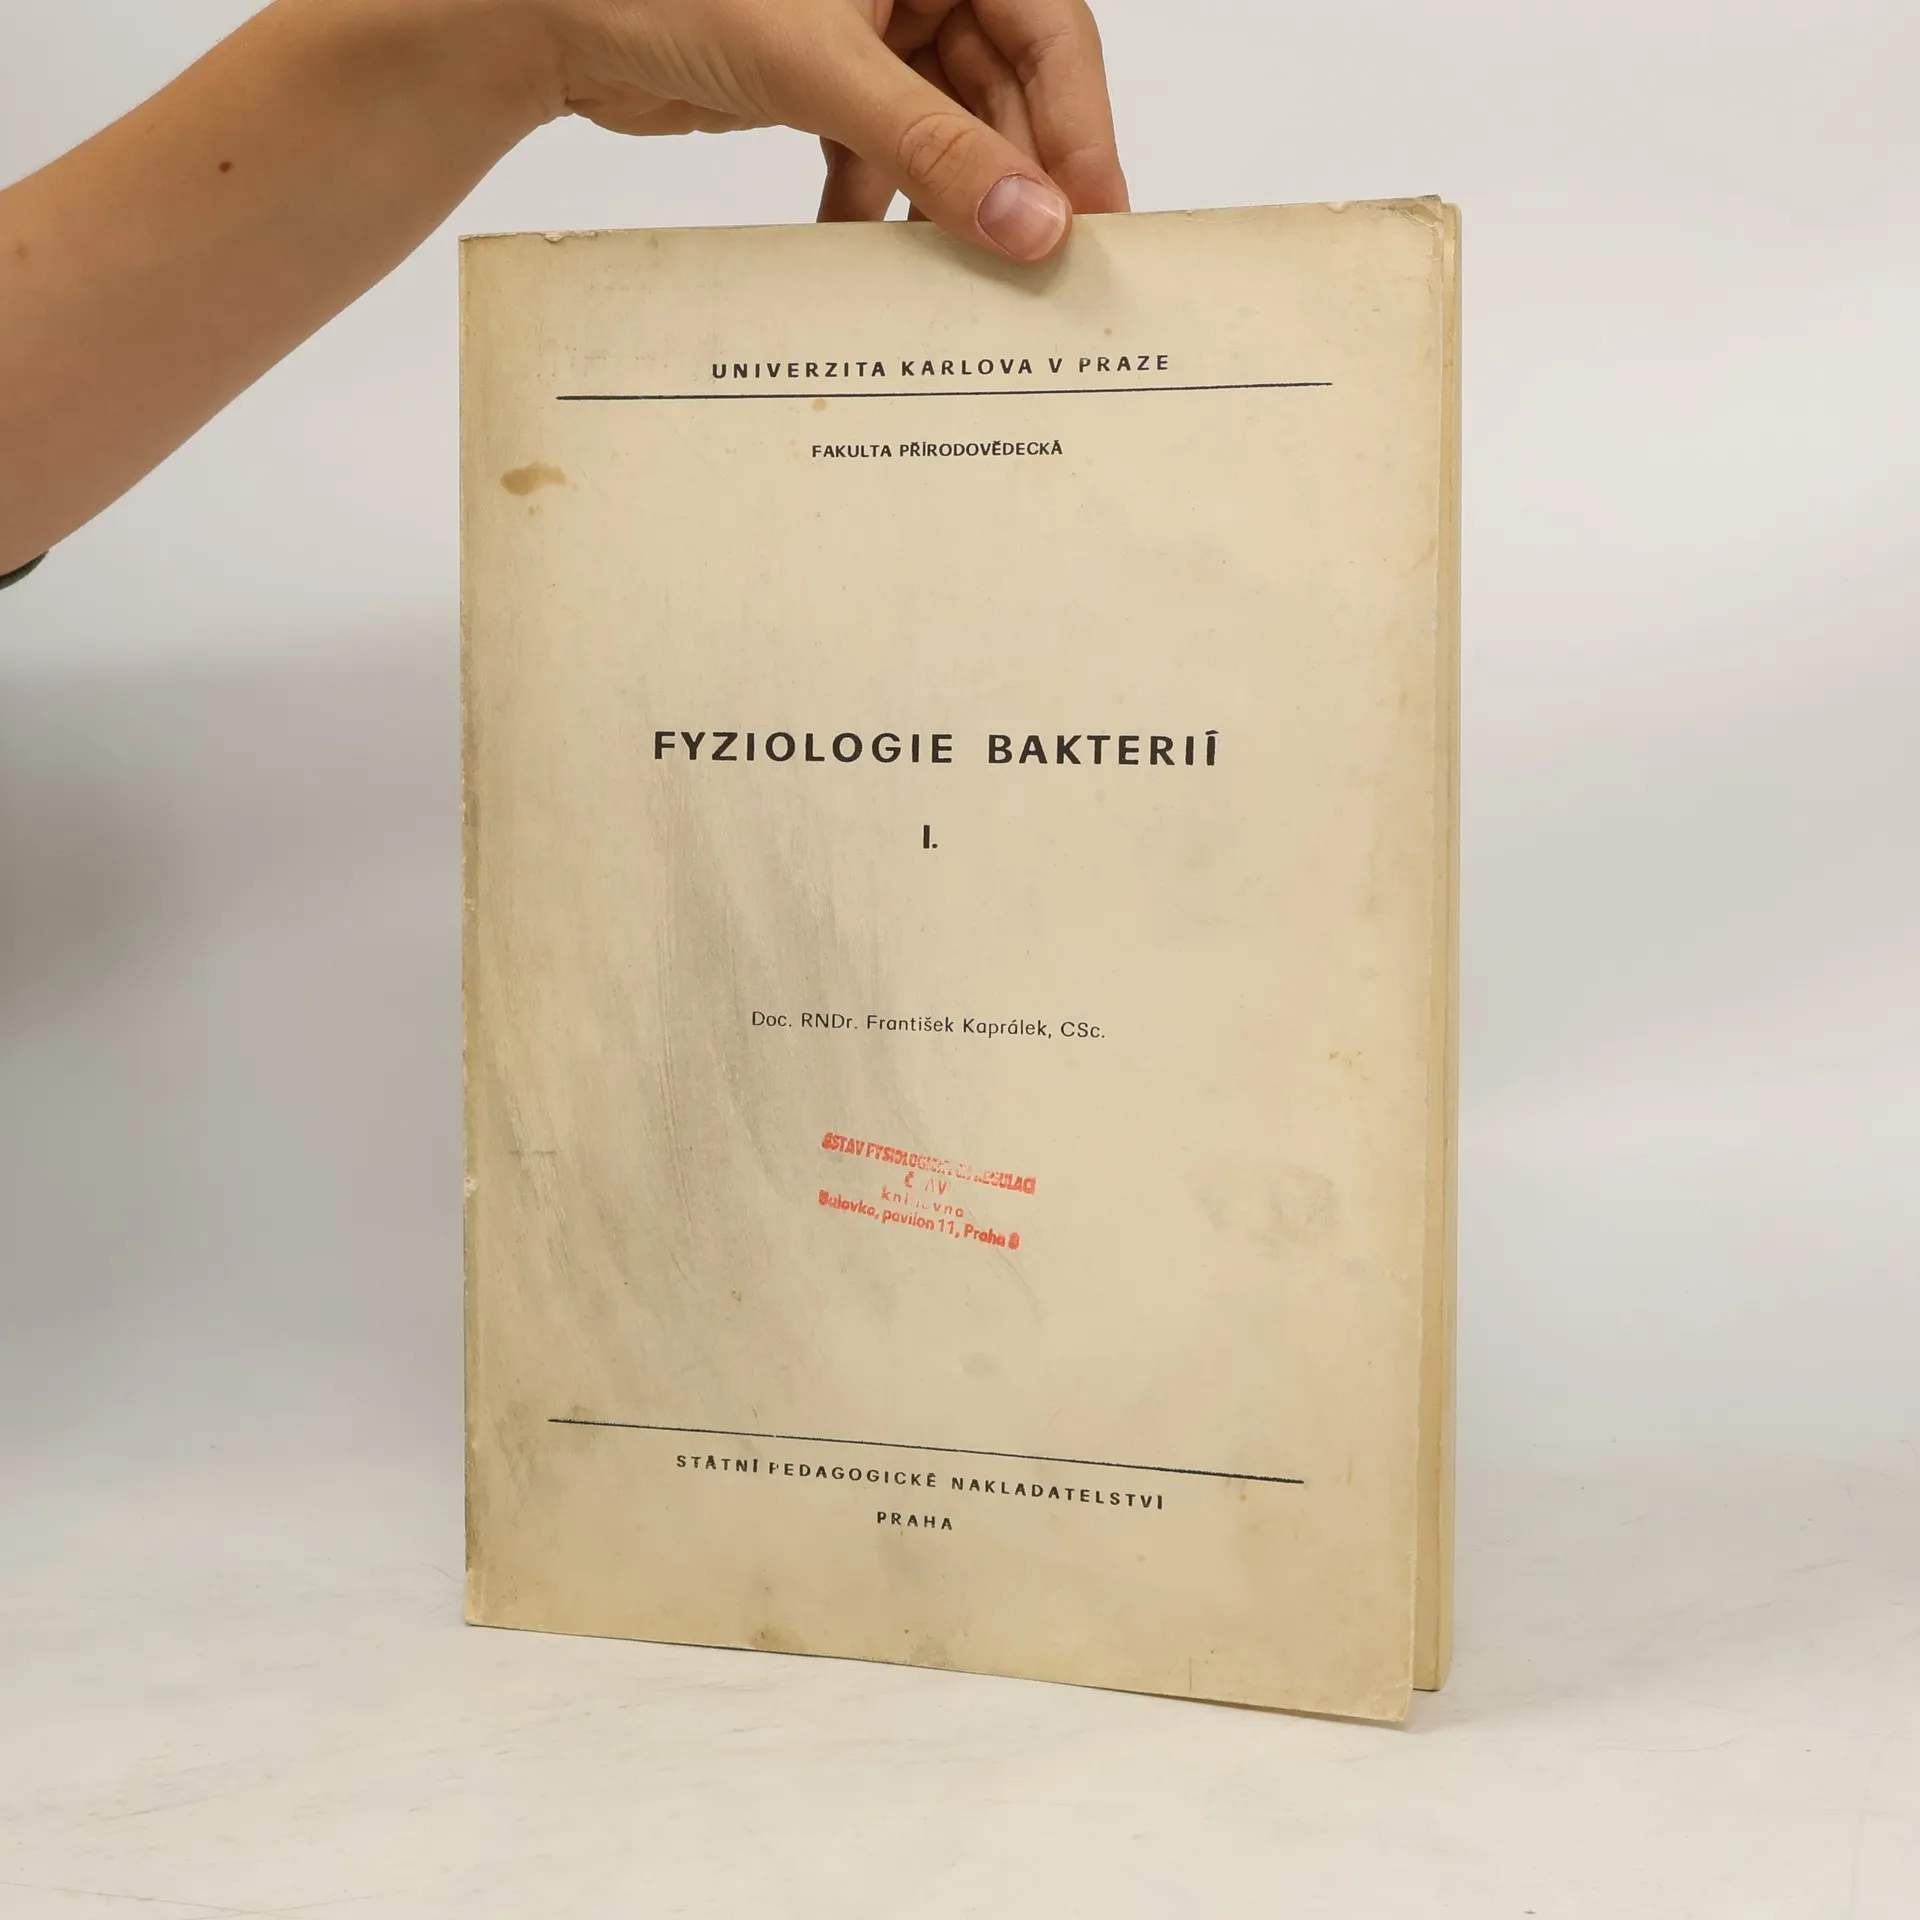 UNIVERZITA KARLOVA V PRAZE
FAKULTA PŘÍRODOVĚDECKÁ
FYZIOLOGIE BAKTERIÍ
I.
Doc. RNDr. František Kaprálek, CSc.
REGULACÍ
Bulovka, pavilon 11, Praha 8
STÁTNÍ PEDAGOGICKÉ NAKLADATELSTVÍ
PRAHA